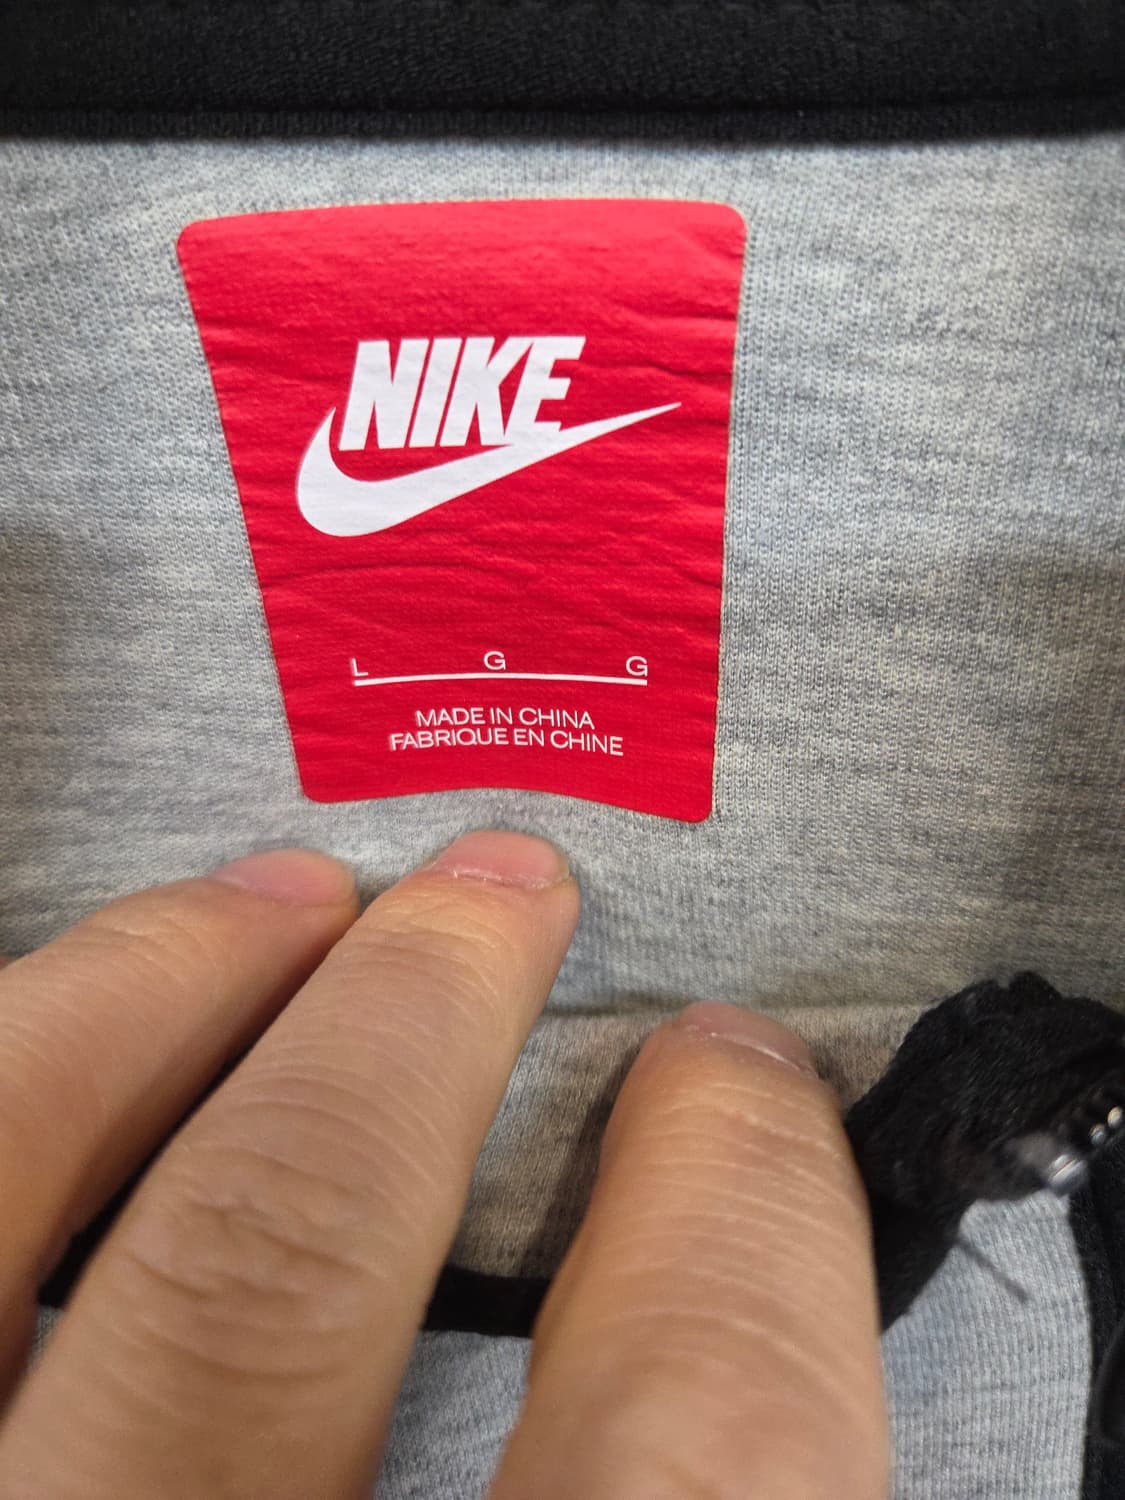 NIKE
L G G
MADE IN CHINA
FABRIQUE EN CHINE